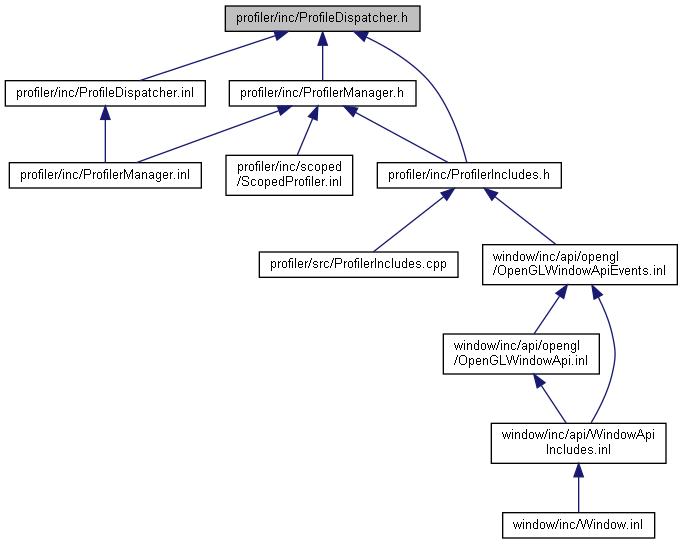 profiler/inc/ProfileDispatcher.h
profiler/inc/ProfileDispatcher.inl
profiler/inc/ProfilerManager.h
profiler/inc/ProfilerManager.inl
profiler/inc/scoped
/ScopedProfiler.inl
profiler/inc/ProfilerIncludes.h
profiler/src/ProfilerIncludes.cpp
window/inc/api/opengl
/OpenGLWindowApiEvents.inl
window/inc/api/opengl
/OpenGLWindowApi.inl
window/inc/api/WindowApi
Includes.inl
window/inc/Window.inl